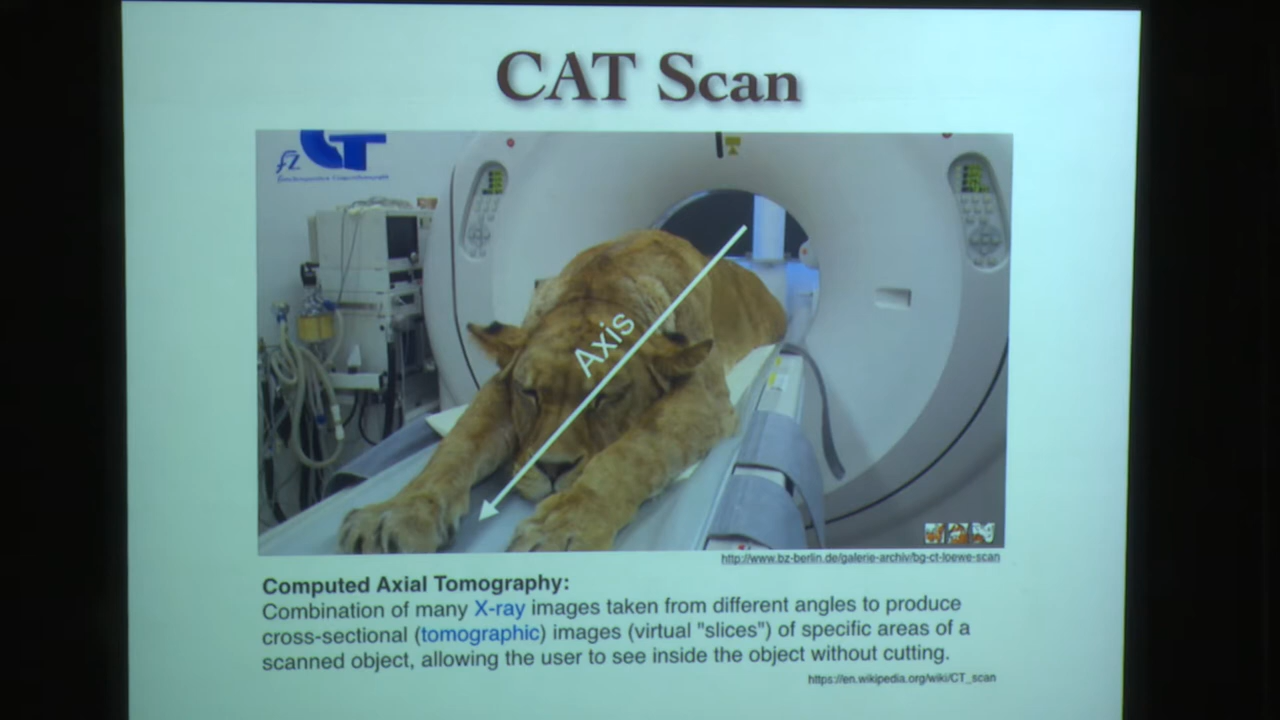 CAT Scan
fz
CT
Axis
http://www.bz-berlin.de/galerie-archiv/bg-ct-loewe-scan
Computed Axial Tomography:
Combination of many X-ray images taken from different angles to produce
cross-sectional (tomographic) images (virtual "slices") of specific areas of a
scanned object, allowing the user to see inside the object without cutting.
https://en.wikipedia.org/wiki/CT_scan